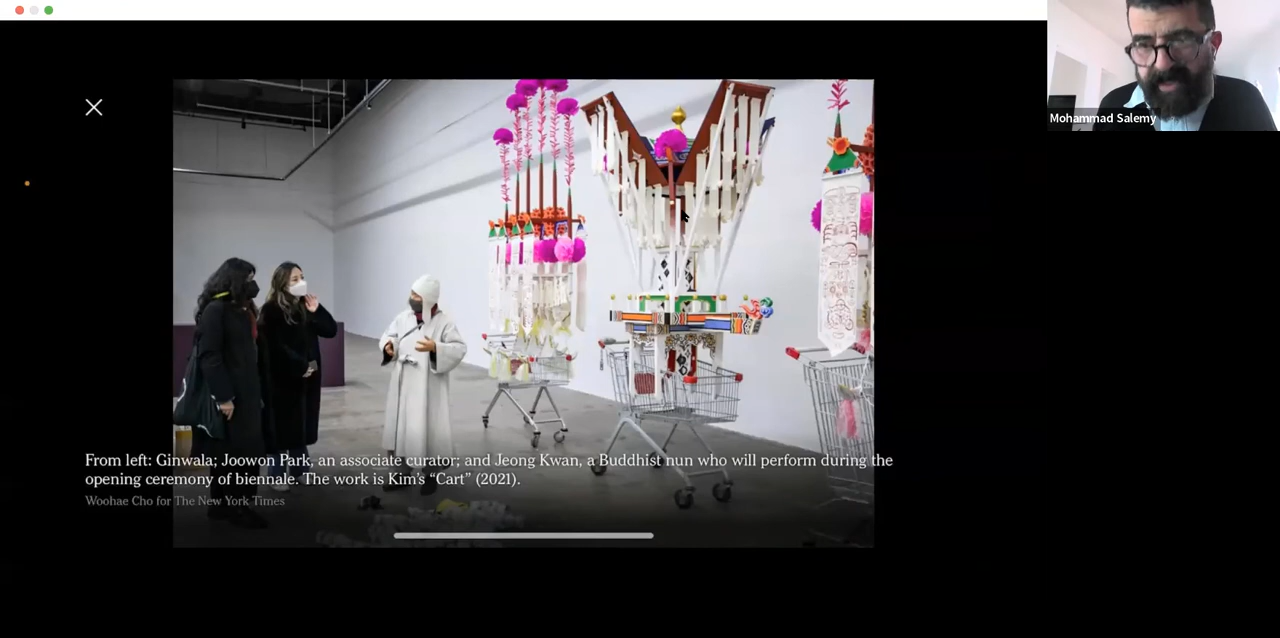 Mohammad Salemy
From left: Ginwala; Joowon Park, an associate curator; and Jeong Kwan, a Buddhist nun who will perform during the
opening ceremony of biennale. The work is Kim's “Cart” (2021).
Woohae Cho for The New York Times